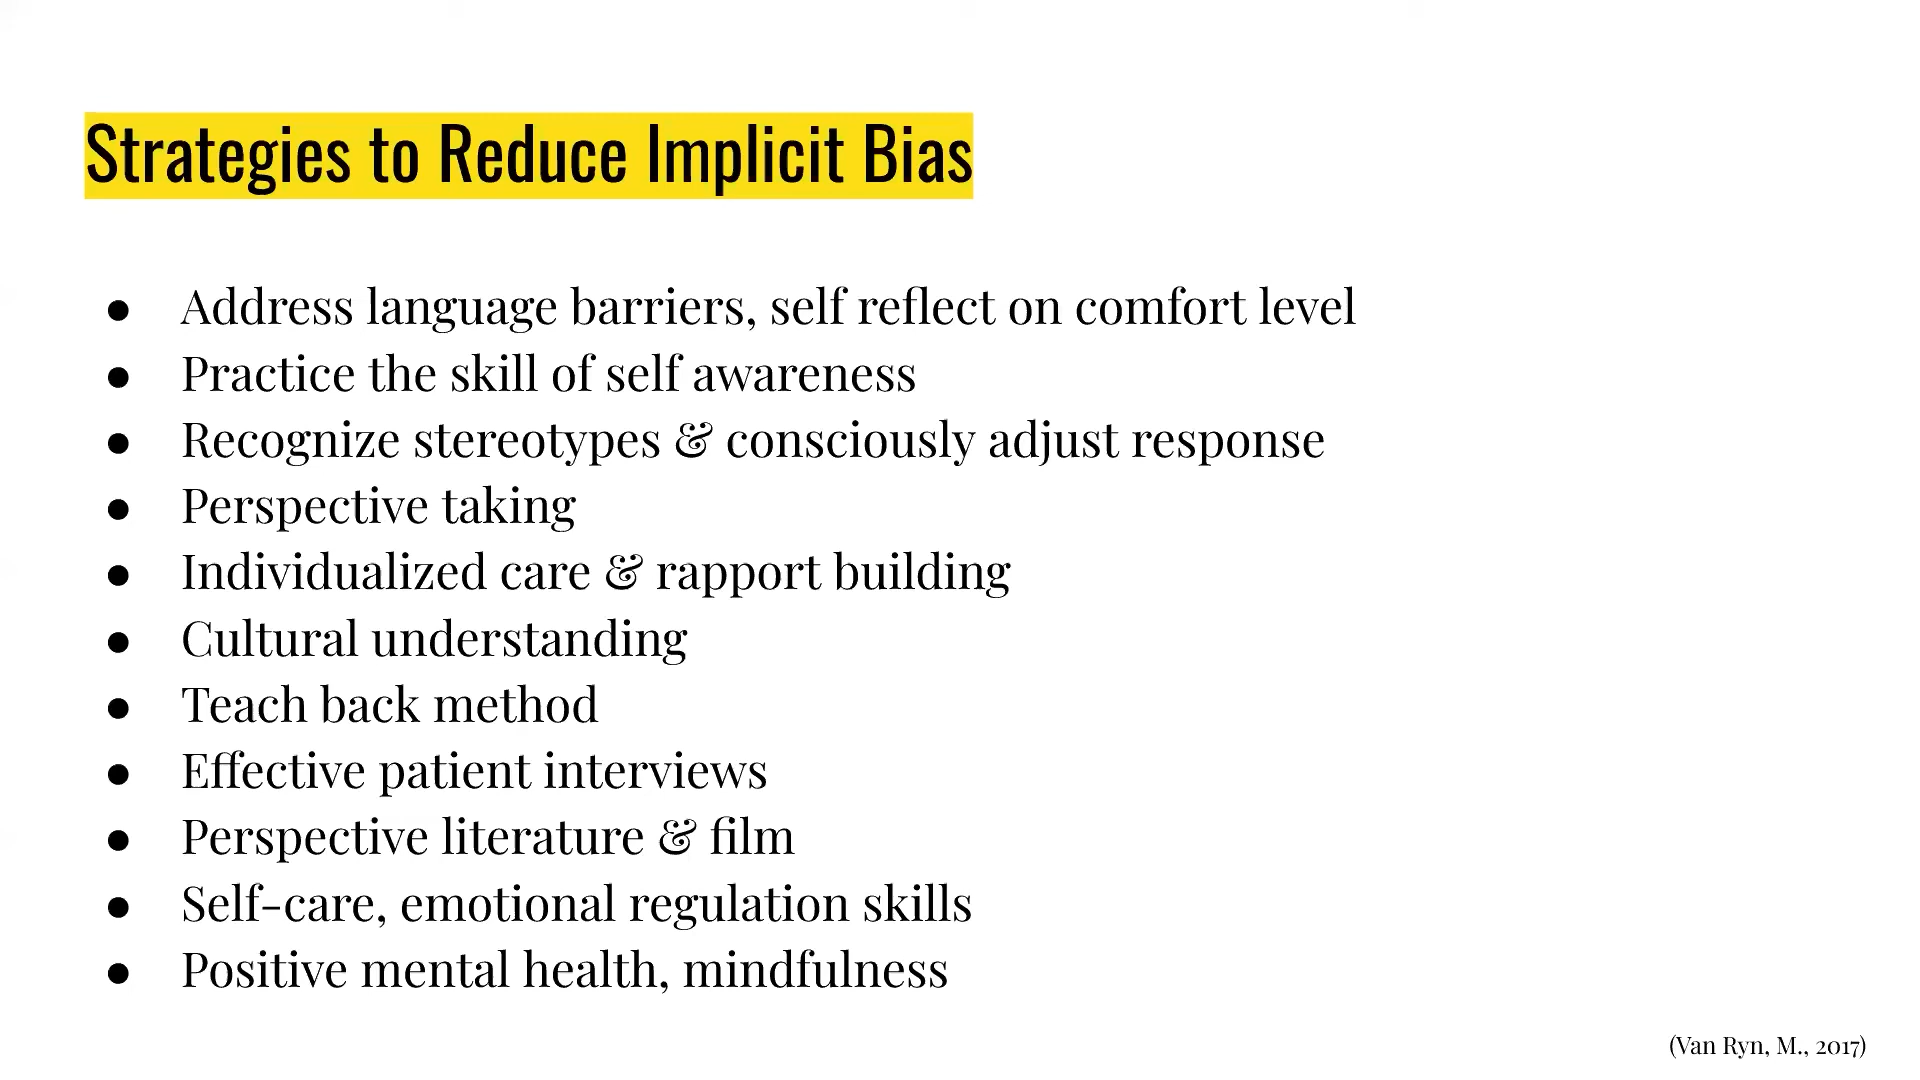 Strategies to Reduce Implicit Bias
● Address language barriers, self reflect on comfort level
● Practice the skill of self awareness
● Recognize stereotypes & consciously adjust response
● Perspective taking
● Individualized care & rapport building
● Cultural understanding
● Teach back method
● Effective patient interviews
● Perspective literature & film
● Self-care, emotional regulation skills
● Positive mental health, mindfulness
(Van Ryn, M., 2017)